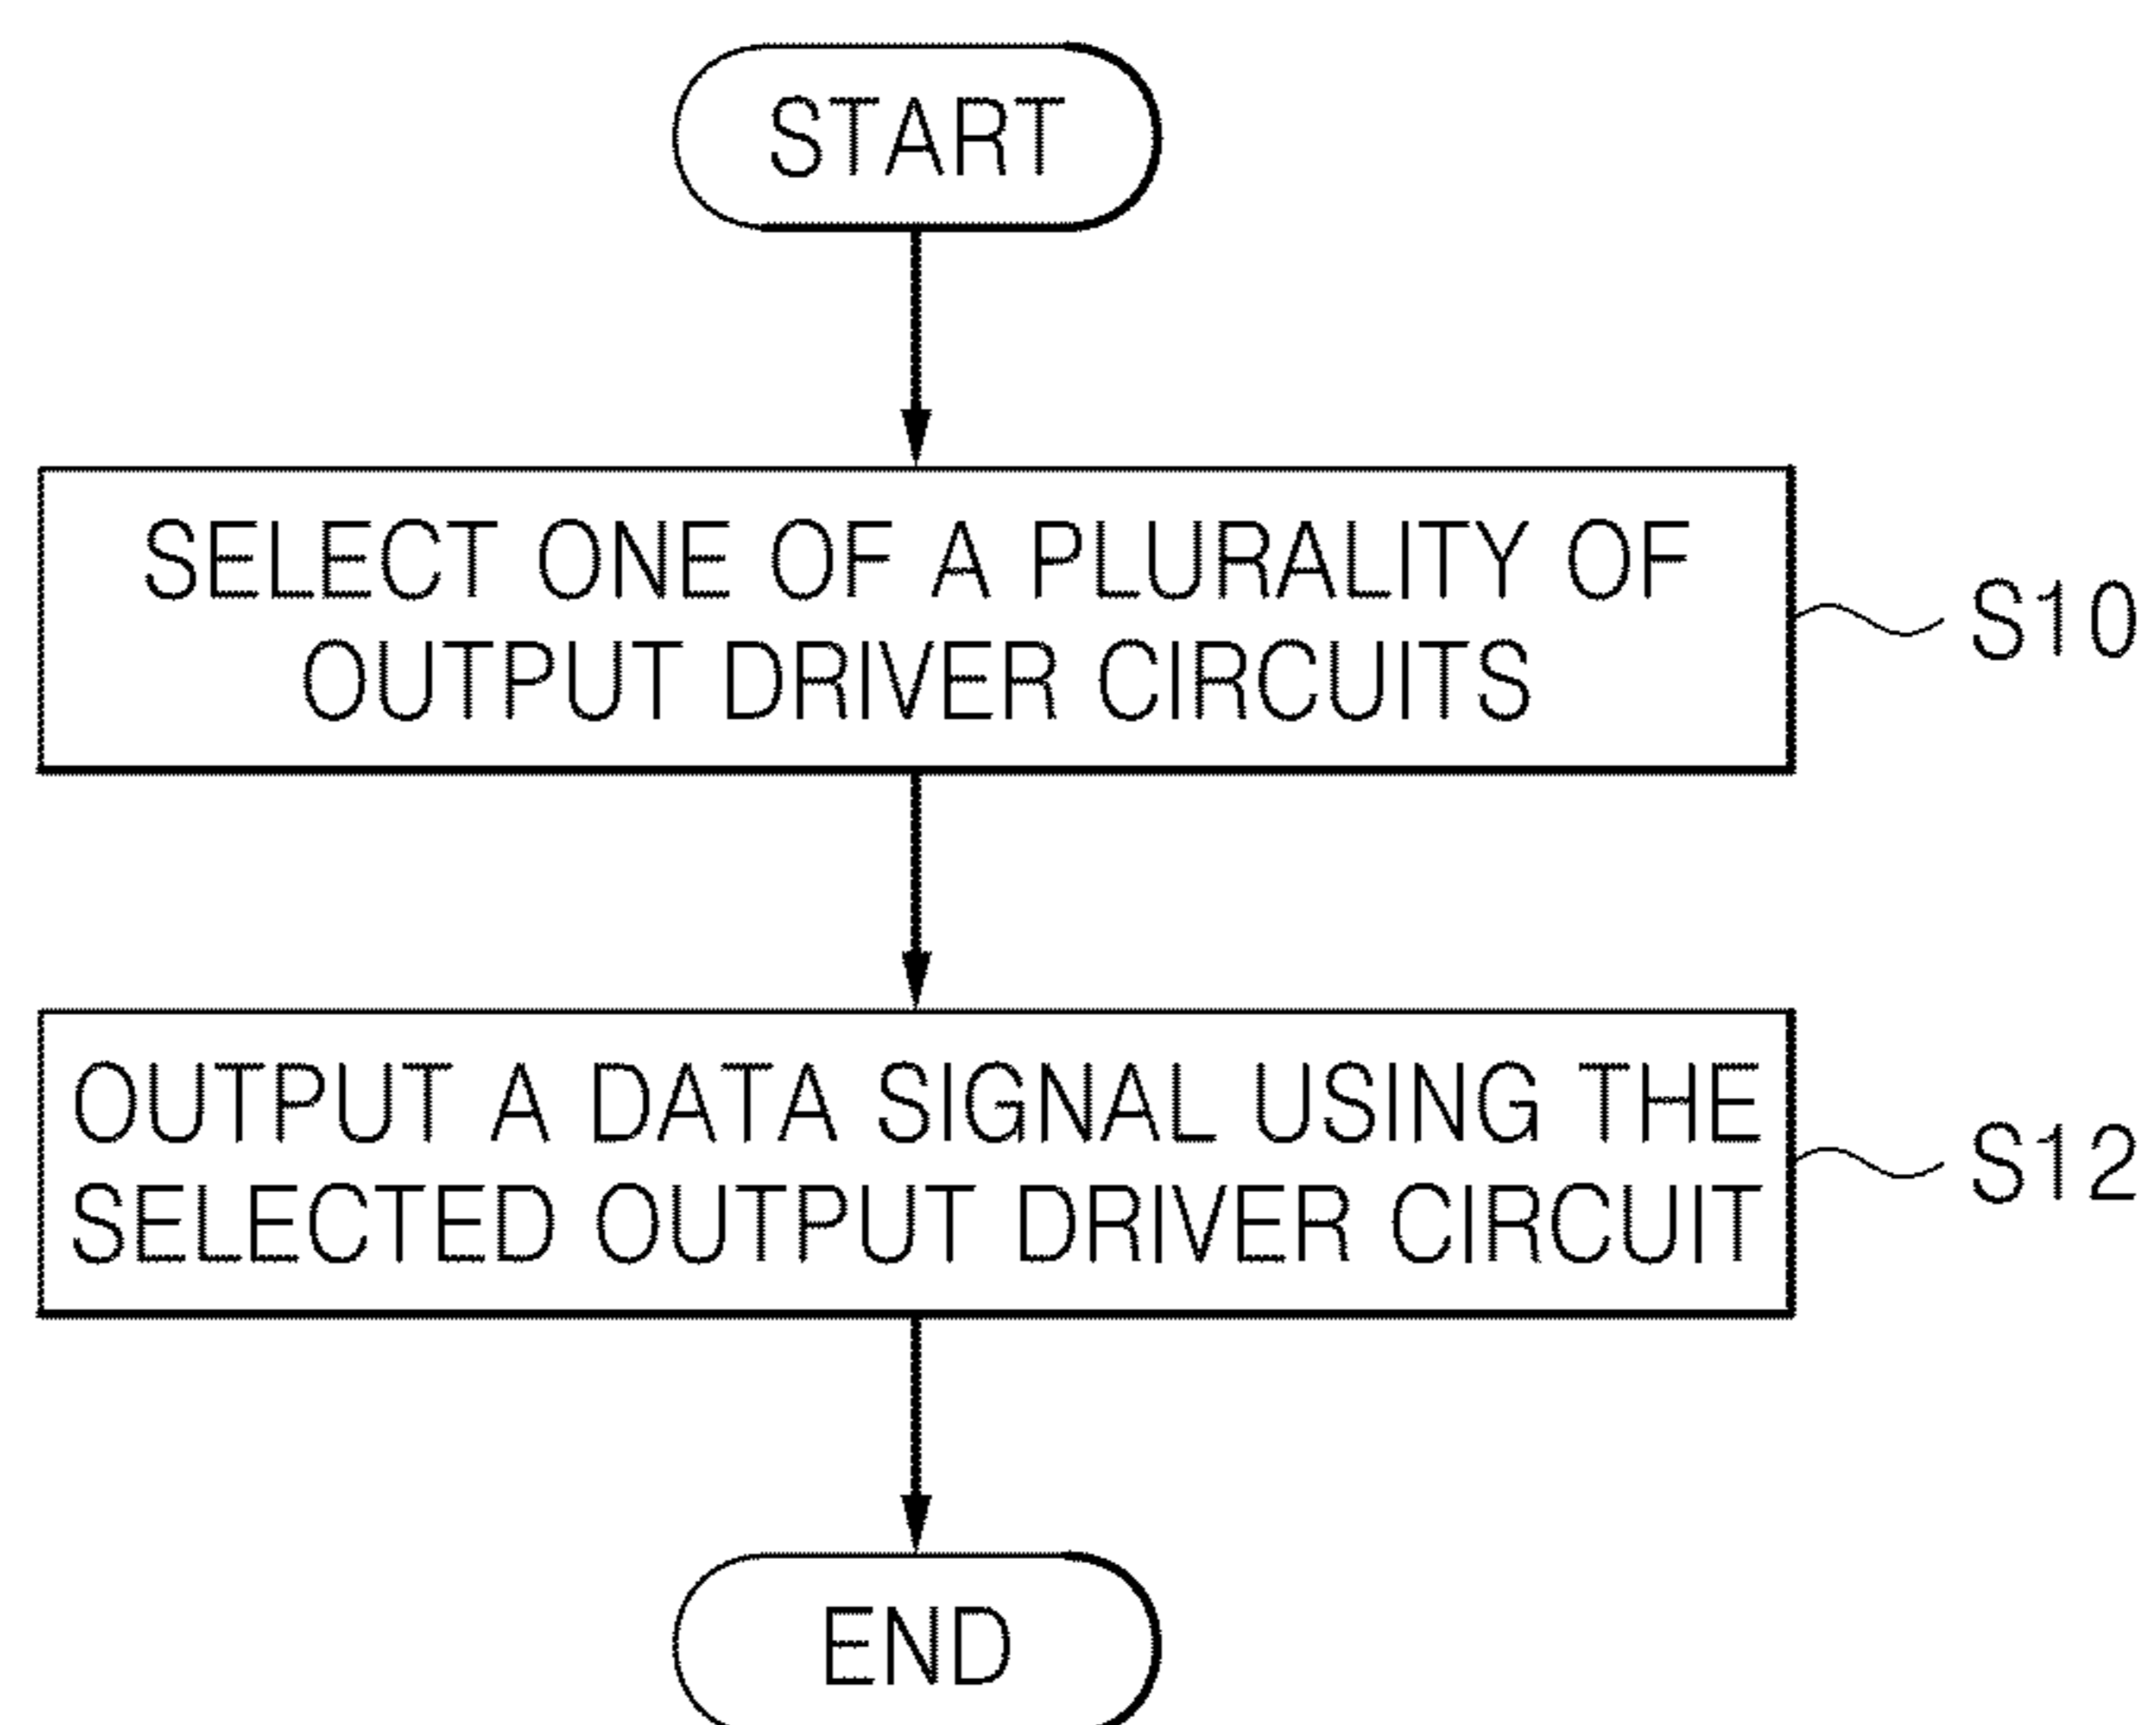 START
SELECT ONE OF A PLURALITY OF
OUTPUT DRIVER CIRCUITS
S10
OUTPUT A DATA SIGNAL USING THE
SELECTED OUTPUT DRIVER CIRCUIT
S12
END